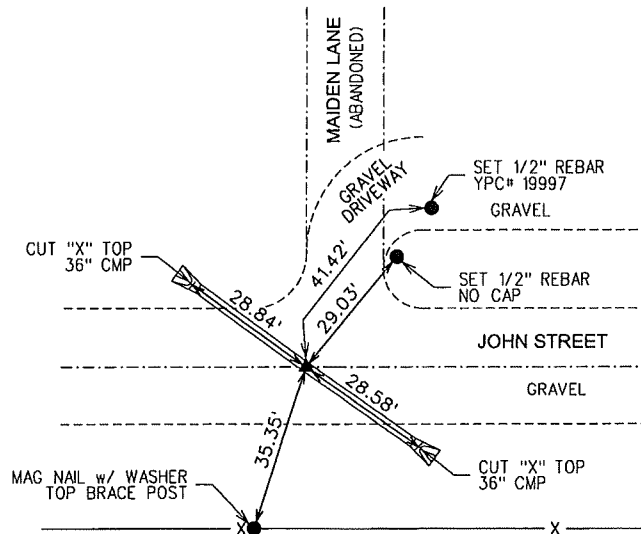 MAIDEN LANE
(ABANDONED)
SET 1/2" REBAR
YPC# 19997
GRAVEL
DRIVEWAY
GRAVEL
CUT "X" TOP
36" CMP
41.42'
29.03'
28.84'
SET 1/2" REBAR
NO CAP
JOHN STREET
28.58'
GRAVEL
35.35'
MAG NAIL w/ WASHER
TOP BRACE POST
CUT "X" TOP
36" CMP
X
X